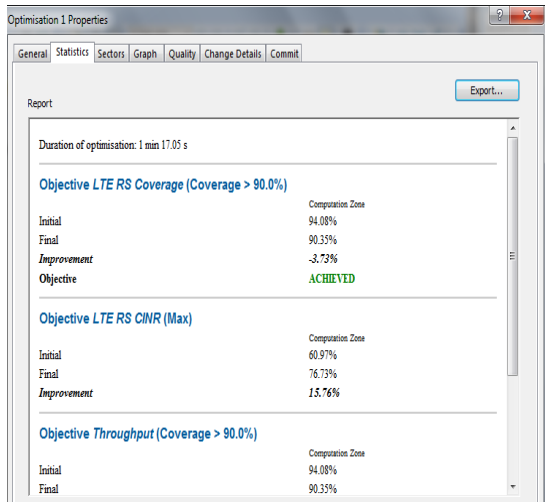 Optimisation 1 Properties
? X
General Statistics Sectors Graph Quality Change Details Commit
Export...
Report
Duration of optimisation: 1 min 17.05 s
Objective LTE RS Coverage (Coverage > 90.0%)
Computation Zone
Initial 94.08%
Final 90.35%
Improvement -3.73%
Objective ACHIEVED
Objective LTE RS CINR (Max)
Computation Zone
Initial 60.97%
Final 76.73%
Improvement 15.76%
Objective Throughput (Coverage > 90.0%)
Computation Zone
Initial 94.08%
Final 90.35%